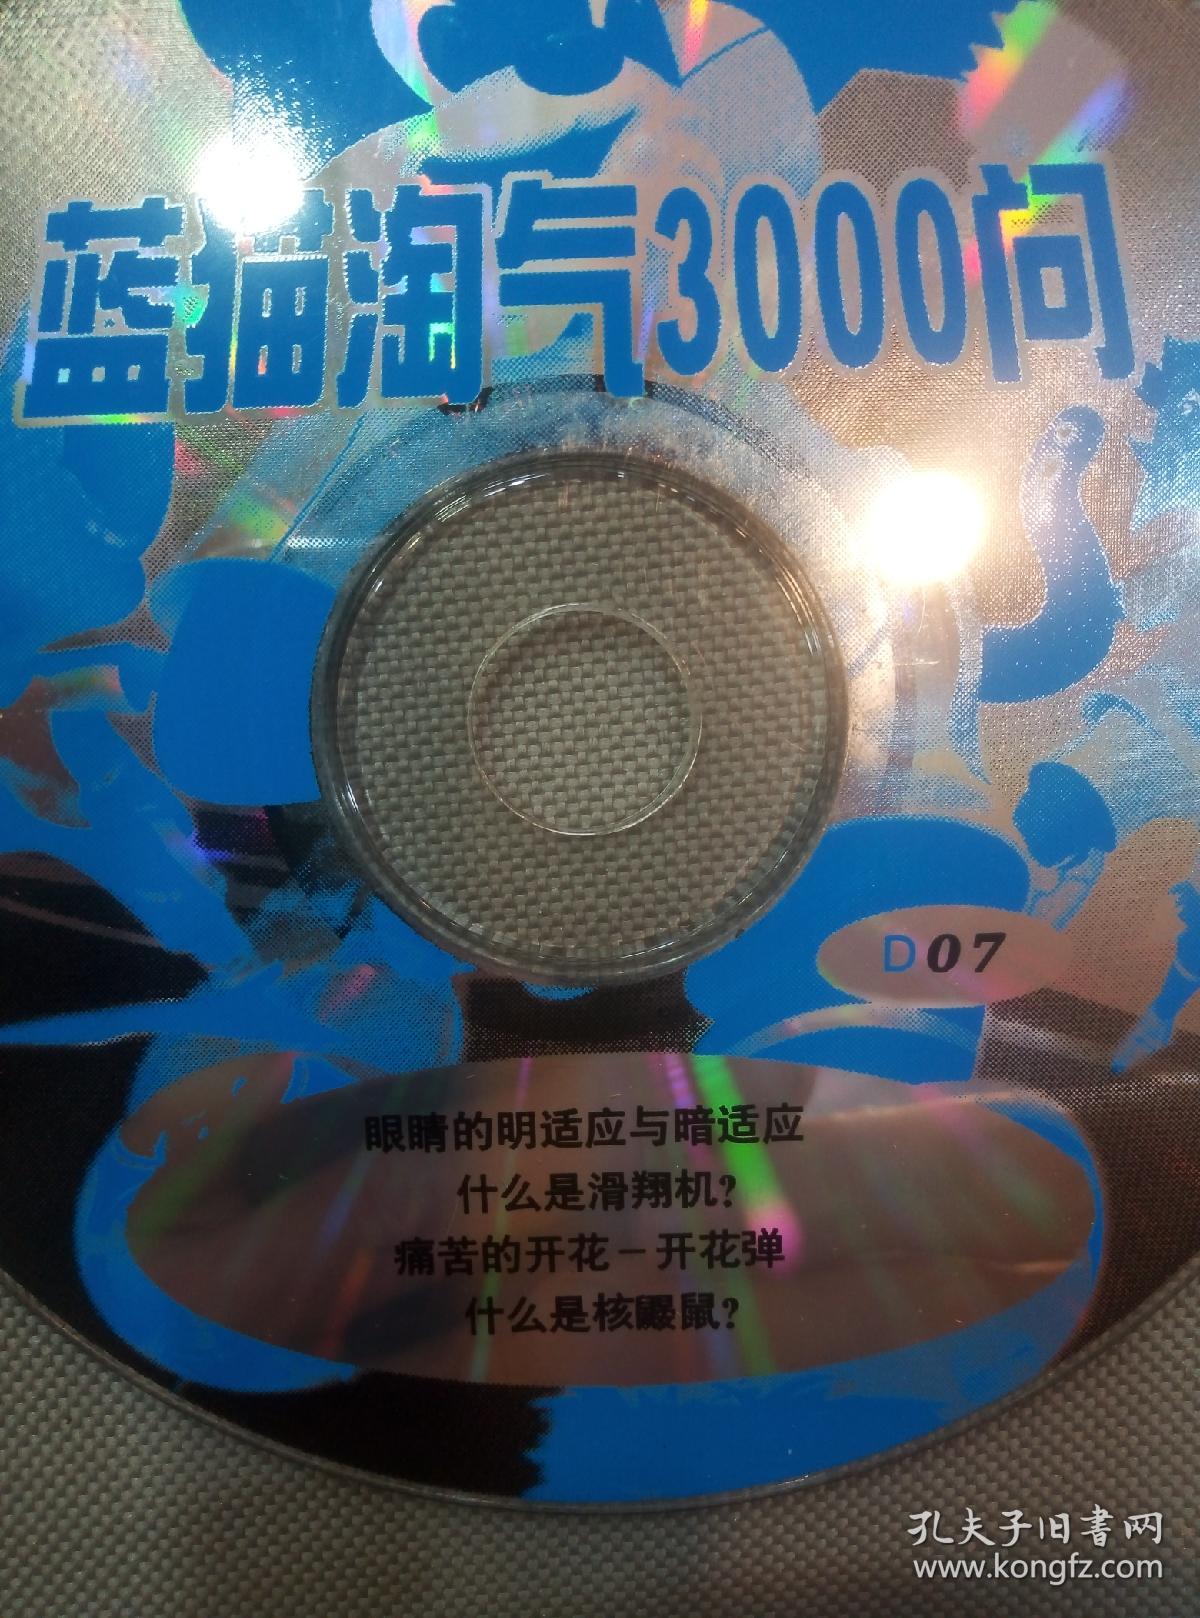 蓝猫淘气3000问
D07
眼睛的明适应与暗适应
什么是滑翔机?
痛苦的开花－开花弹
什么是核鼹鼠?
孔夫子旧書网
www.kongfz.com